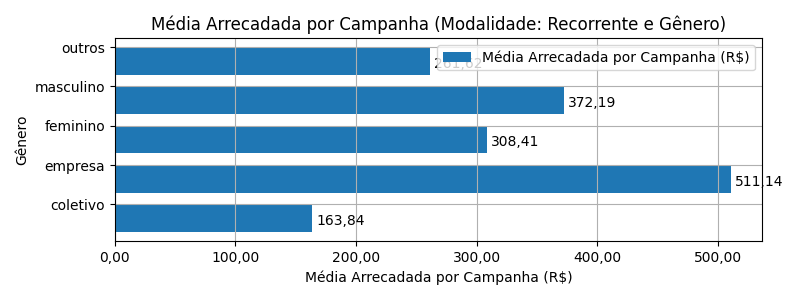 Média Arrecadada por Campanha (Modalidade: Recorrente e Gênero)
Média Arrecadada por Campanha (R$)
outros
masculino
372,19
feminino
308,41
empresa
511,14
coletivo
163,84
Gênero
0,00 100,00 200,00 300,00 400,00 500,00
Média Arrecadada por Campanha (R$)